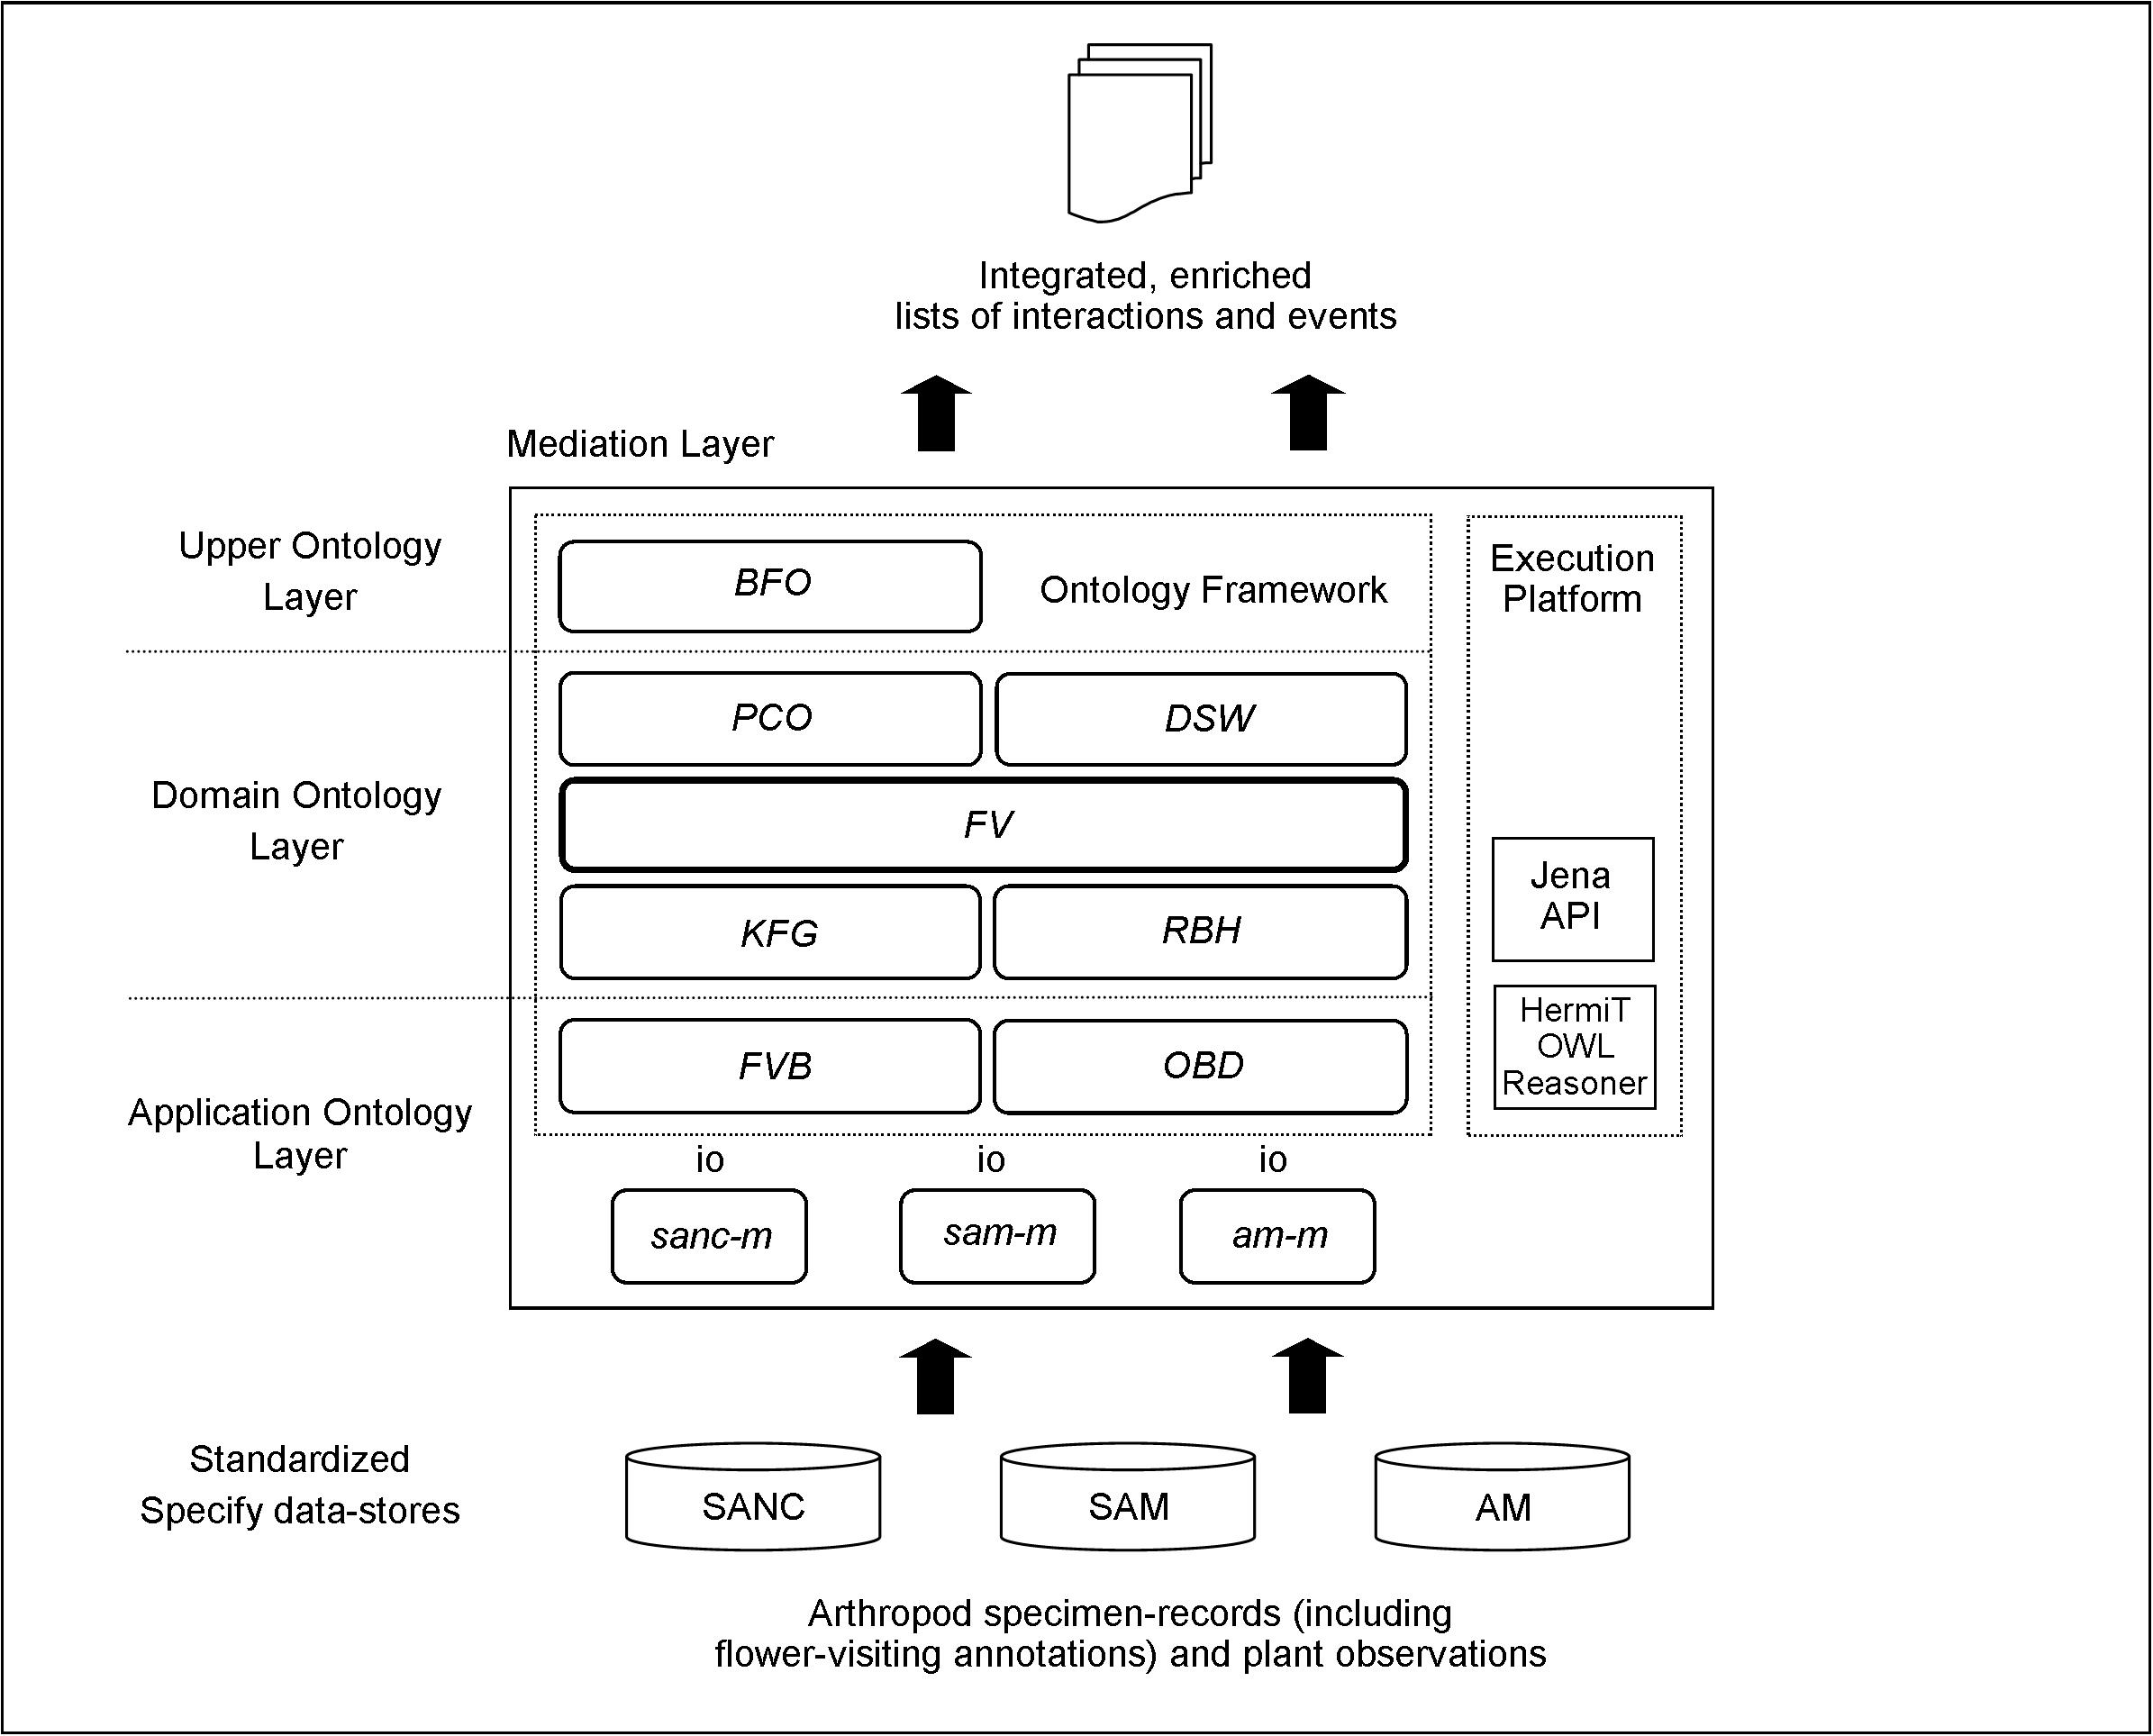 Integrated, enriched
lists of interactions and events
Mediation Layer
Upper Ontology
Layer
BFO
Ontology Framework
Execution
Platform
PCO
DSW
Domain Ontology
Layer
FV
KFG
RBH
Jena
API
HermiT
OWL
Reasoner
Application Ontology
Layer
FVB
OBD
io
io
io
sanc-m
sam-m
am-m
Standardized
Specify data-stores
SANC
SAM
AM
Arthropod specimen-records (including
flower-visiting annotations) and plant observations